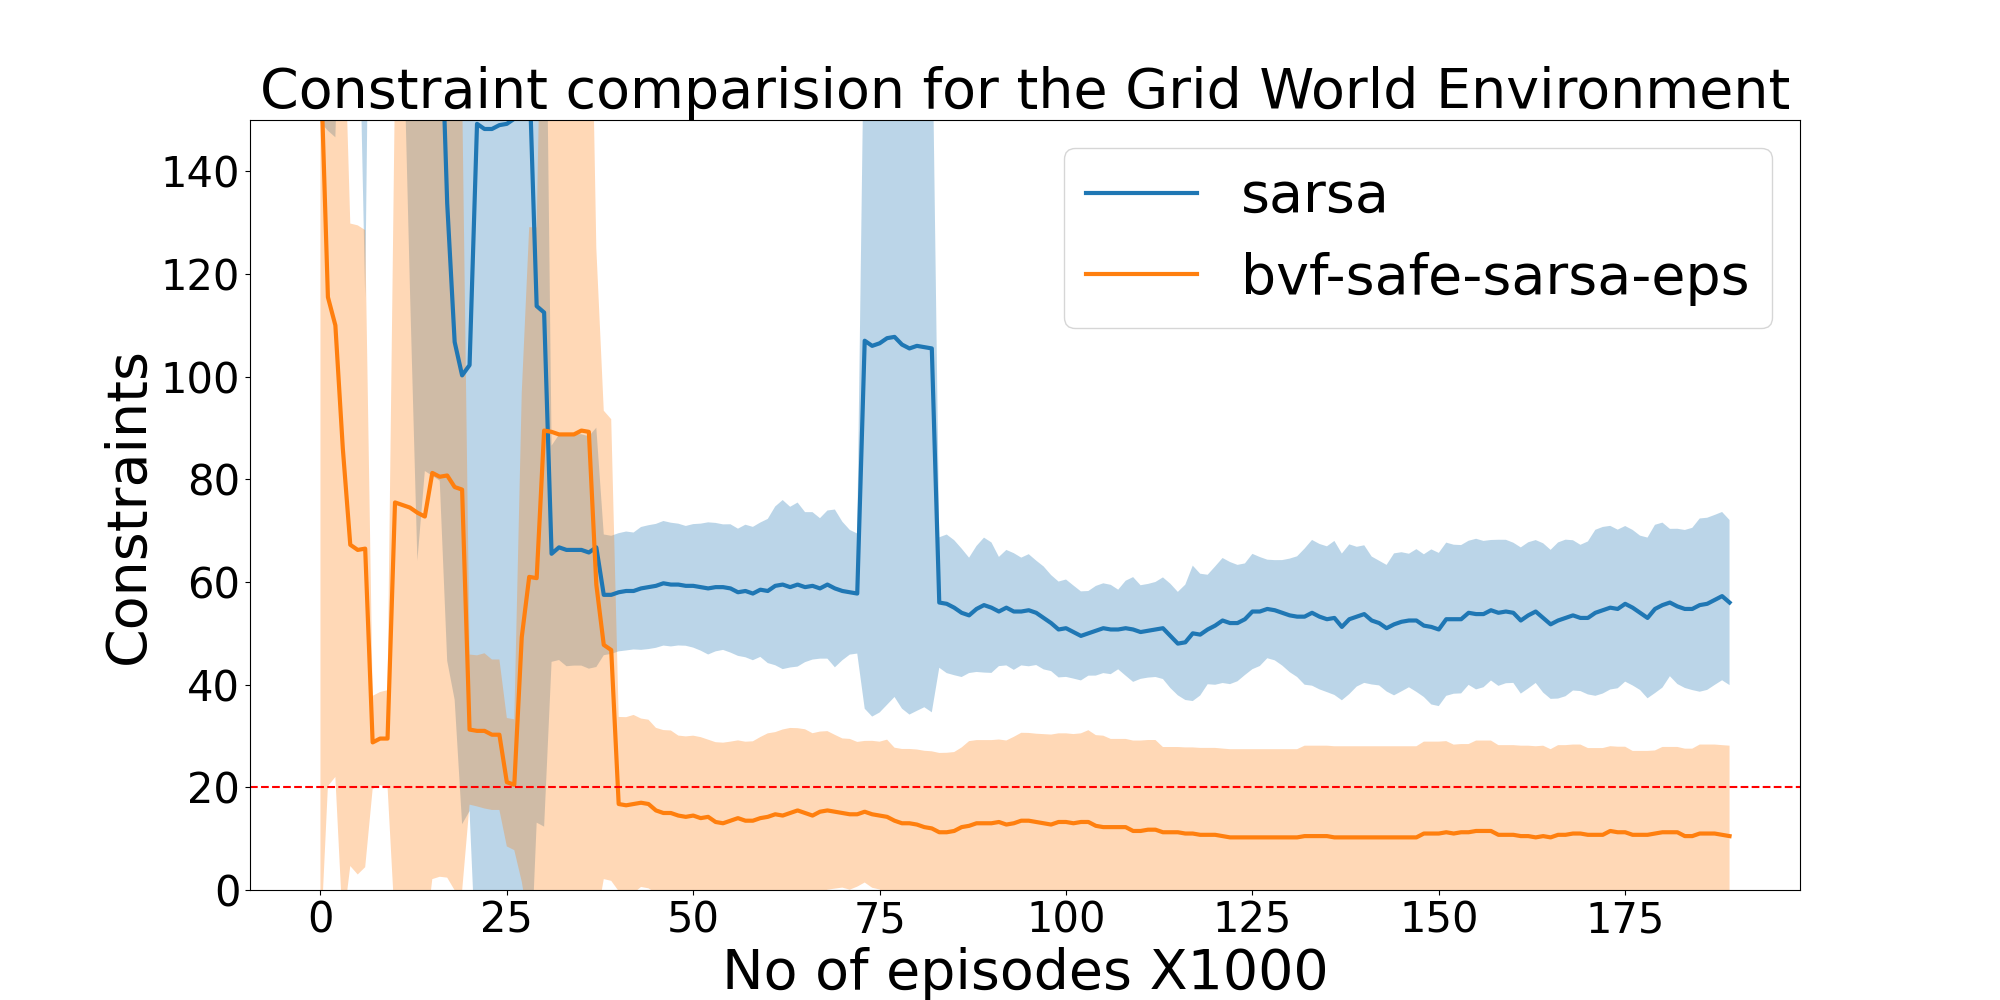 Constraint comparision for the Grid World Environment
sarsa
bvf-safe-sarsa-eps
Constraints
140
120
100
80
60
40
20
0
0 25 50 75 100 125 150 175
No of episodes X1000